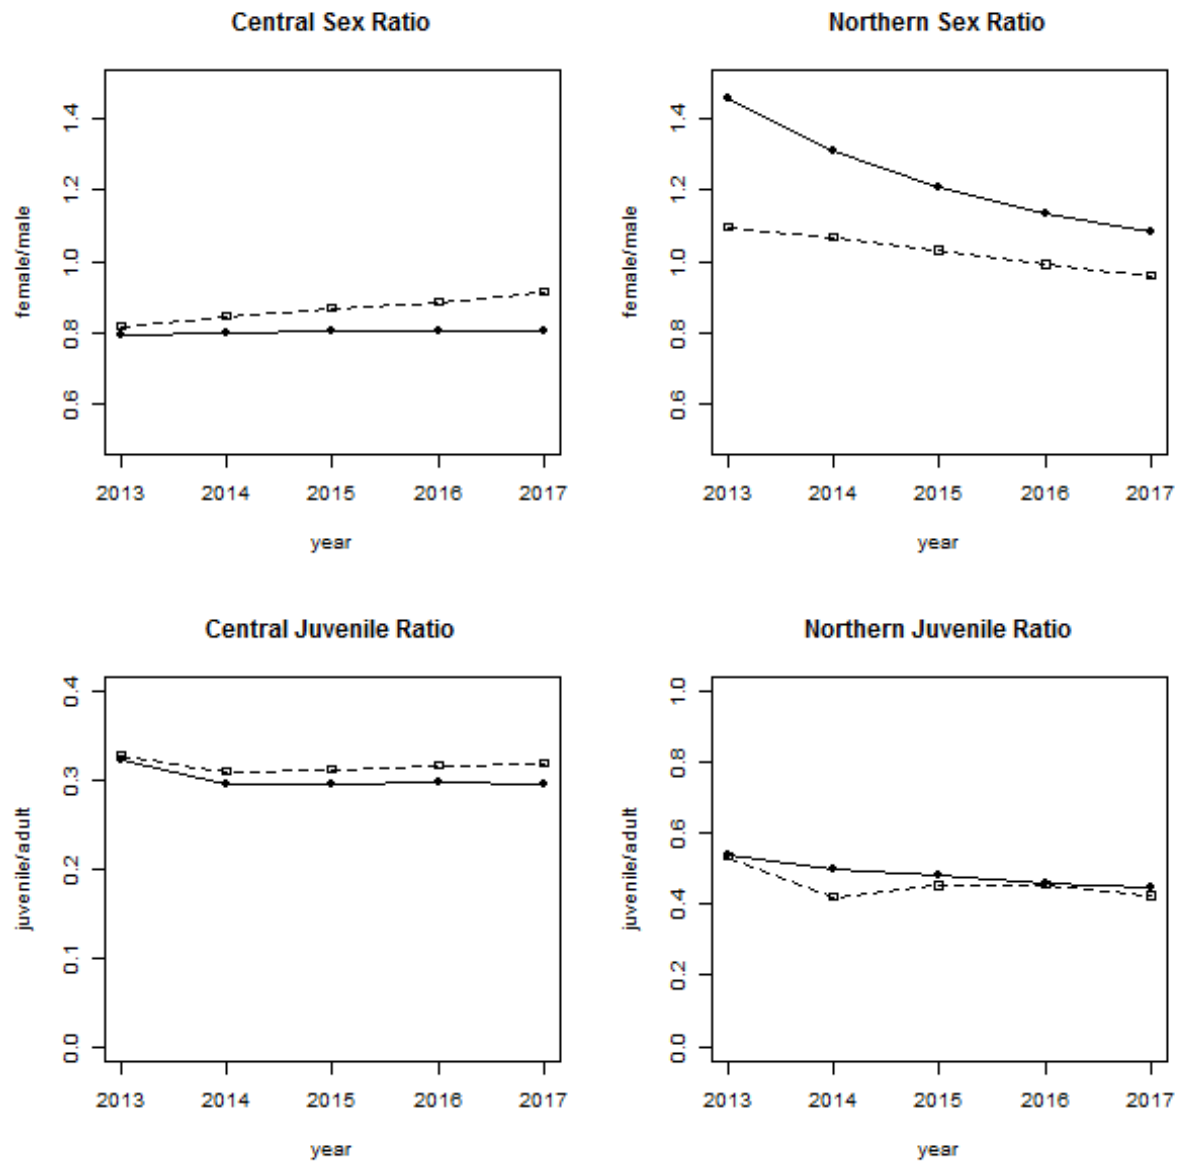 Central Sex Ratio
female/male
1.4
1.2
1.0
0.8
0.6
2013 2014 2015 2016 2017
year
Northern Sex Ratio
female/male
1.4
1.2
1.0
0.8
0.6
2013 2014 2015 2016 2017
year
Central Juvenile Ratio
juvenile/adult
0.4
0.3
0.2
0.1
0.0
2013 2014 2015 2016 2017
year
Northern Juvenile Ratio
juvenile/adult
1.0
0.8
0.6
0.4
0.2
0.0
2013 2014 2015 2016 2017
year